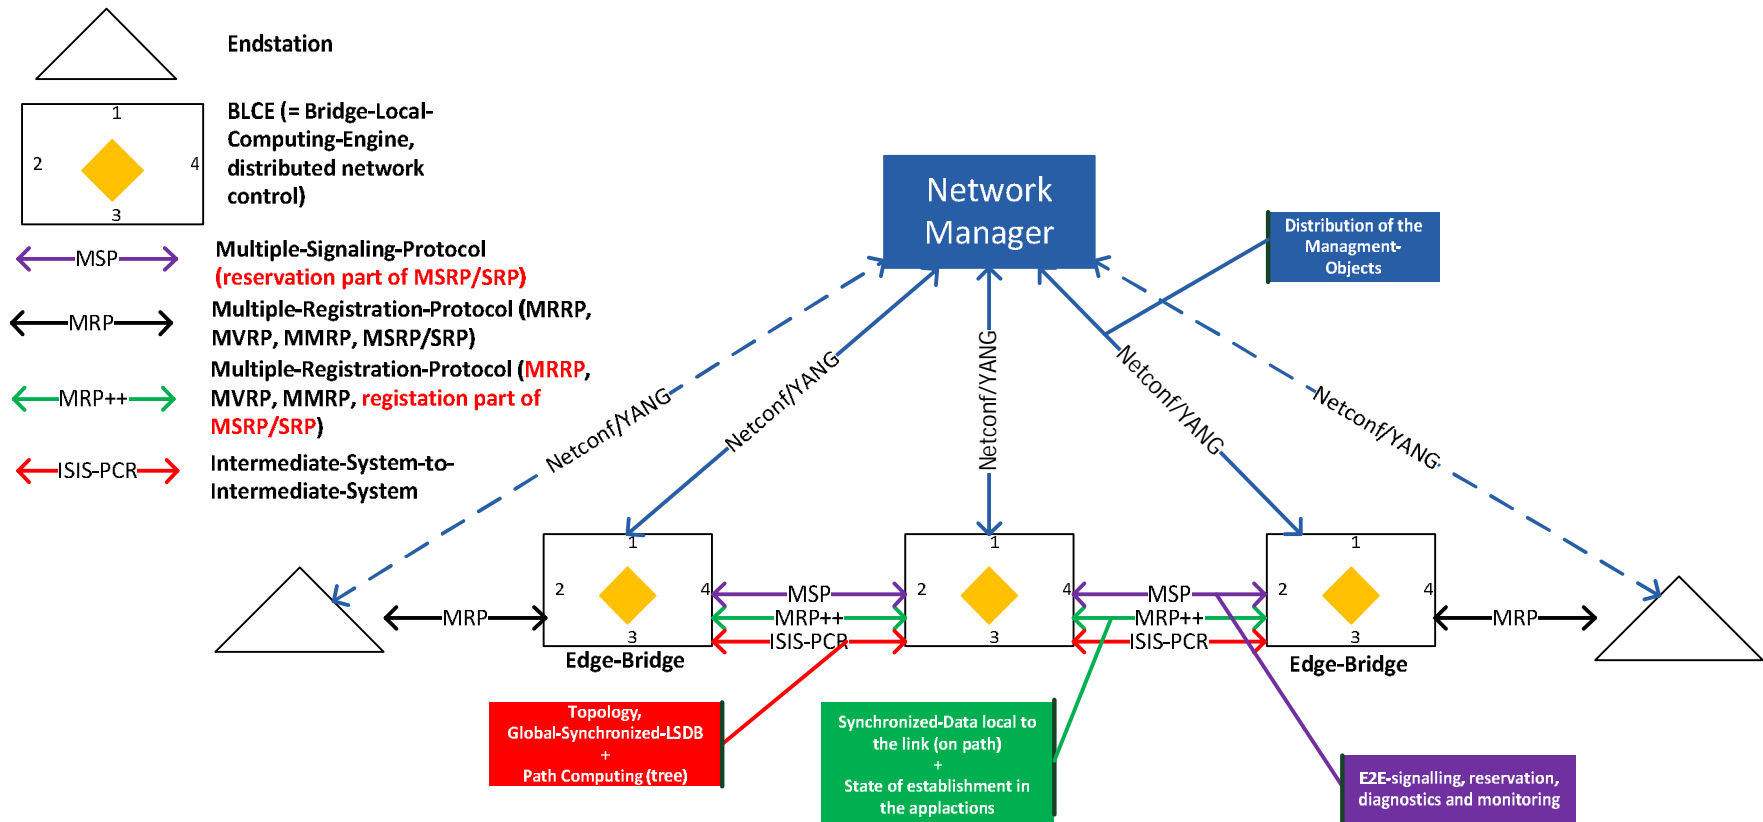 Endstation
1
2
4
3
BLCE (= Bridge-Local-
Computing-Engine,
distributed network
control)
MSP
Multiple-Signaling-Protocol
(reservation part of MSRP/SRP)
MRP
Multiple-Registration-Protocol (MRRP,
MVRP, MMRP, MSRP/SRP)
MRP++
Multiple-Registration-Protocol (MRRP,
MVRP, MMRP, registation part of
MSRP/SRP)
ISIS-PCR
Intermediate-System-to-
Intermediate-System
Network
Manager
Distribution of the
Managment-
Objects
Netconf/YANG
Netconf/YANG
Netconf/YANG
Netconf/YANG
Netconf/YANG
MRP
1
2
4
3
Edge-Bridge
MSP
MRP++
ISIS-PCR
1
2
4
3
MSP
MRP++
ISIS-PCR
1
2
4
3
Edge-Bridge
MRP
Topology,
Global-Synchronized-LSDB
+
Path Computing (tree)
Synchronized-Data local to
the link (on path)
+
State of establishment in
the applactions
E2E-signalling, reservation,
diagnostics and monitoring